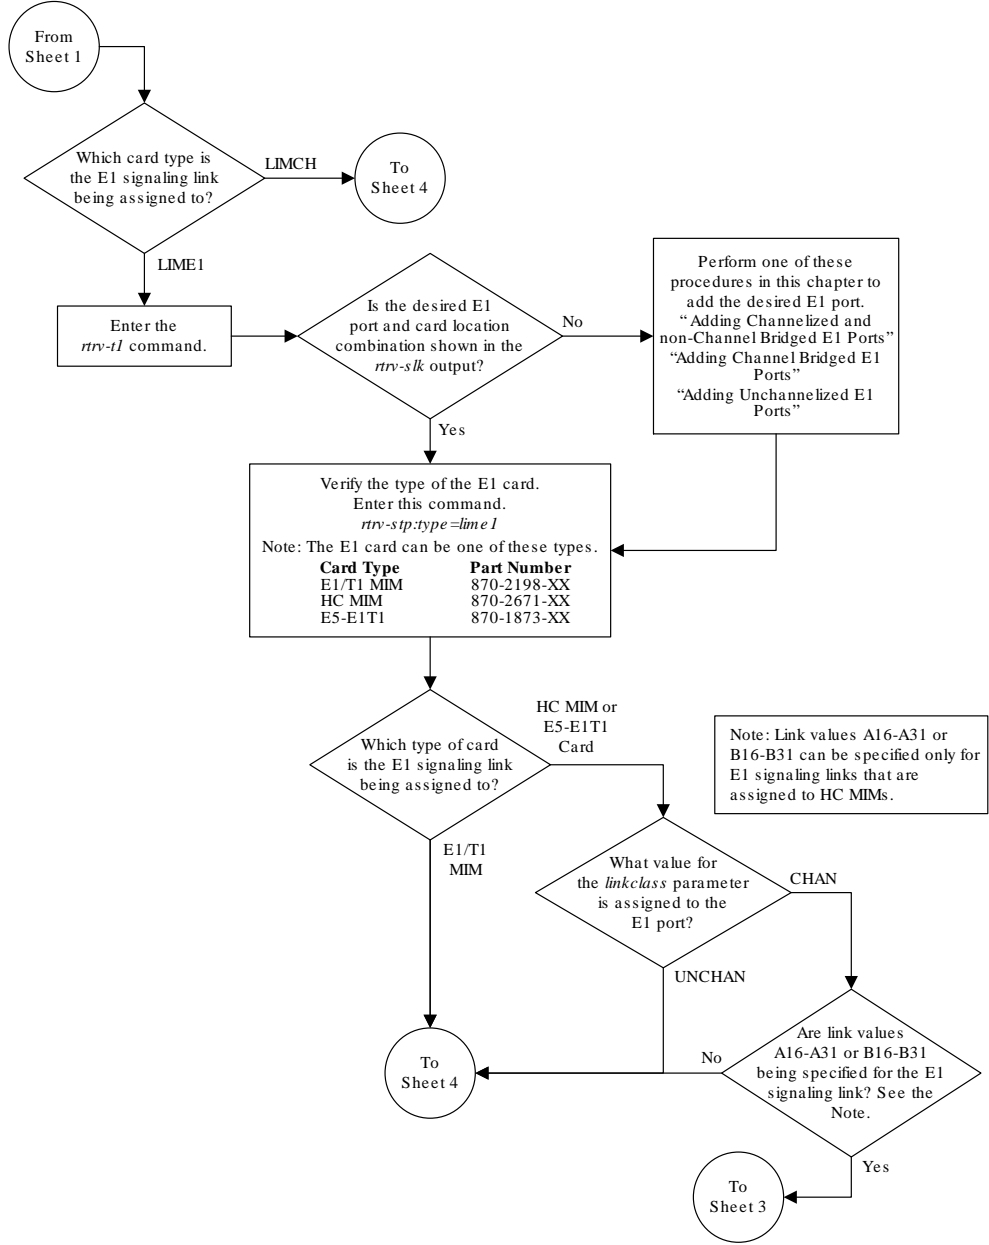 From
Sheet 1
Which card type is
the E1 signaling link
being assigned to?
LIMCH
To
Sheet 4
LIME1
Enter the
rtrv-t1 command.
Is the desired E1
port and card location
combination shown in the
rtrv-slk output?
No
Perform one of these
procedures in this chapter to
add the desired E1 port.
“Adding Channelized and
non-Channel Bridged E1 Ports”
“Adding Channel Bridged E1
Ports”
“Adding Unchannelized E1
Ports”
Yes
Verify the type of the E1 card.
Enter this command.
rtrv-stp:type=lime1
Note: The E1 card can be one of these types.
Card Type Part Number
E1/T1 MIM 870-2198-XX
HC MIM 870-2671-XX
E5-E1T1 870-1873-XX
Which type of card
is the E1 signaling link
being assigned to?
HC MIM or
E5-E1T1
Card
Note: Link values A16-A31 or
B16-B31 can be specified only for
E1 signaling links that are
assigned to HC MIMs.
E1/T1
MIM
What value for
the linkclass parameter
is assigned to the
E1 port?
CHAN
UNCHAN
Are link values
A16-A31 or B16-B31
being specified for the E1
signaling link? See the
Note.
No
To
Sheet 4
Yes
To
Sheet 3